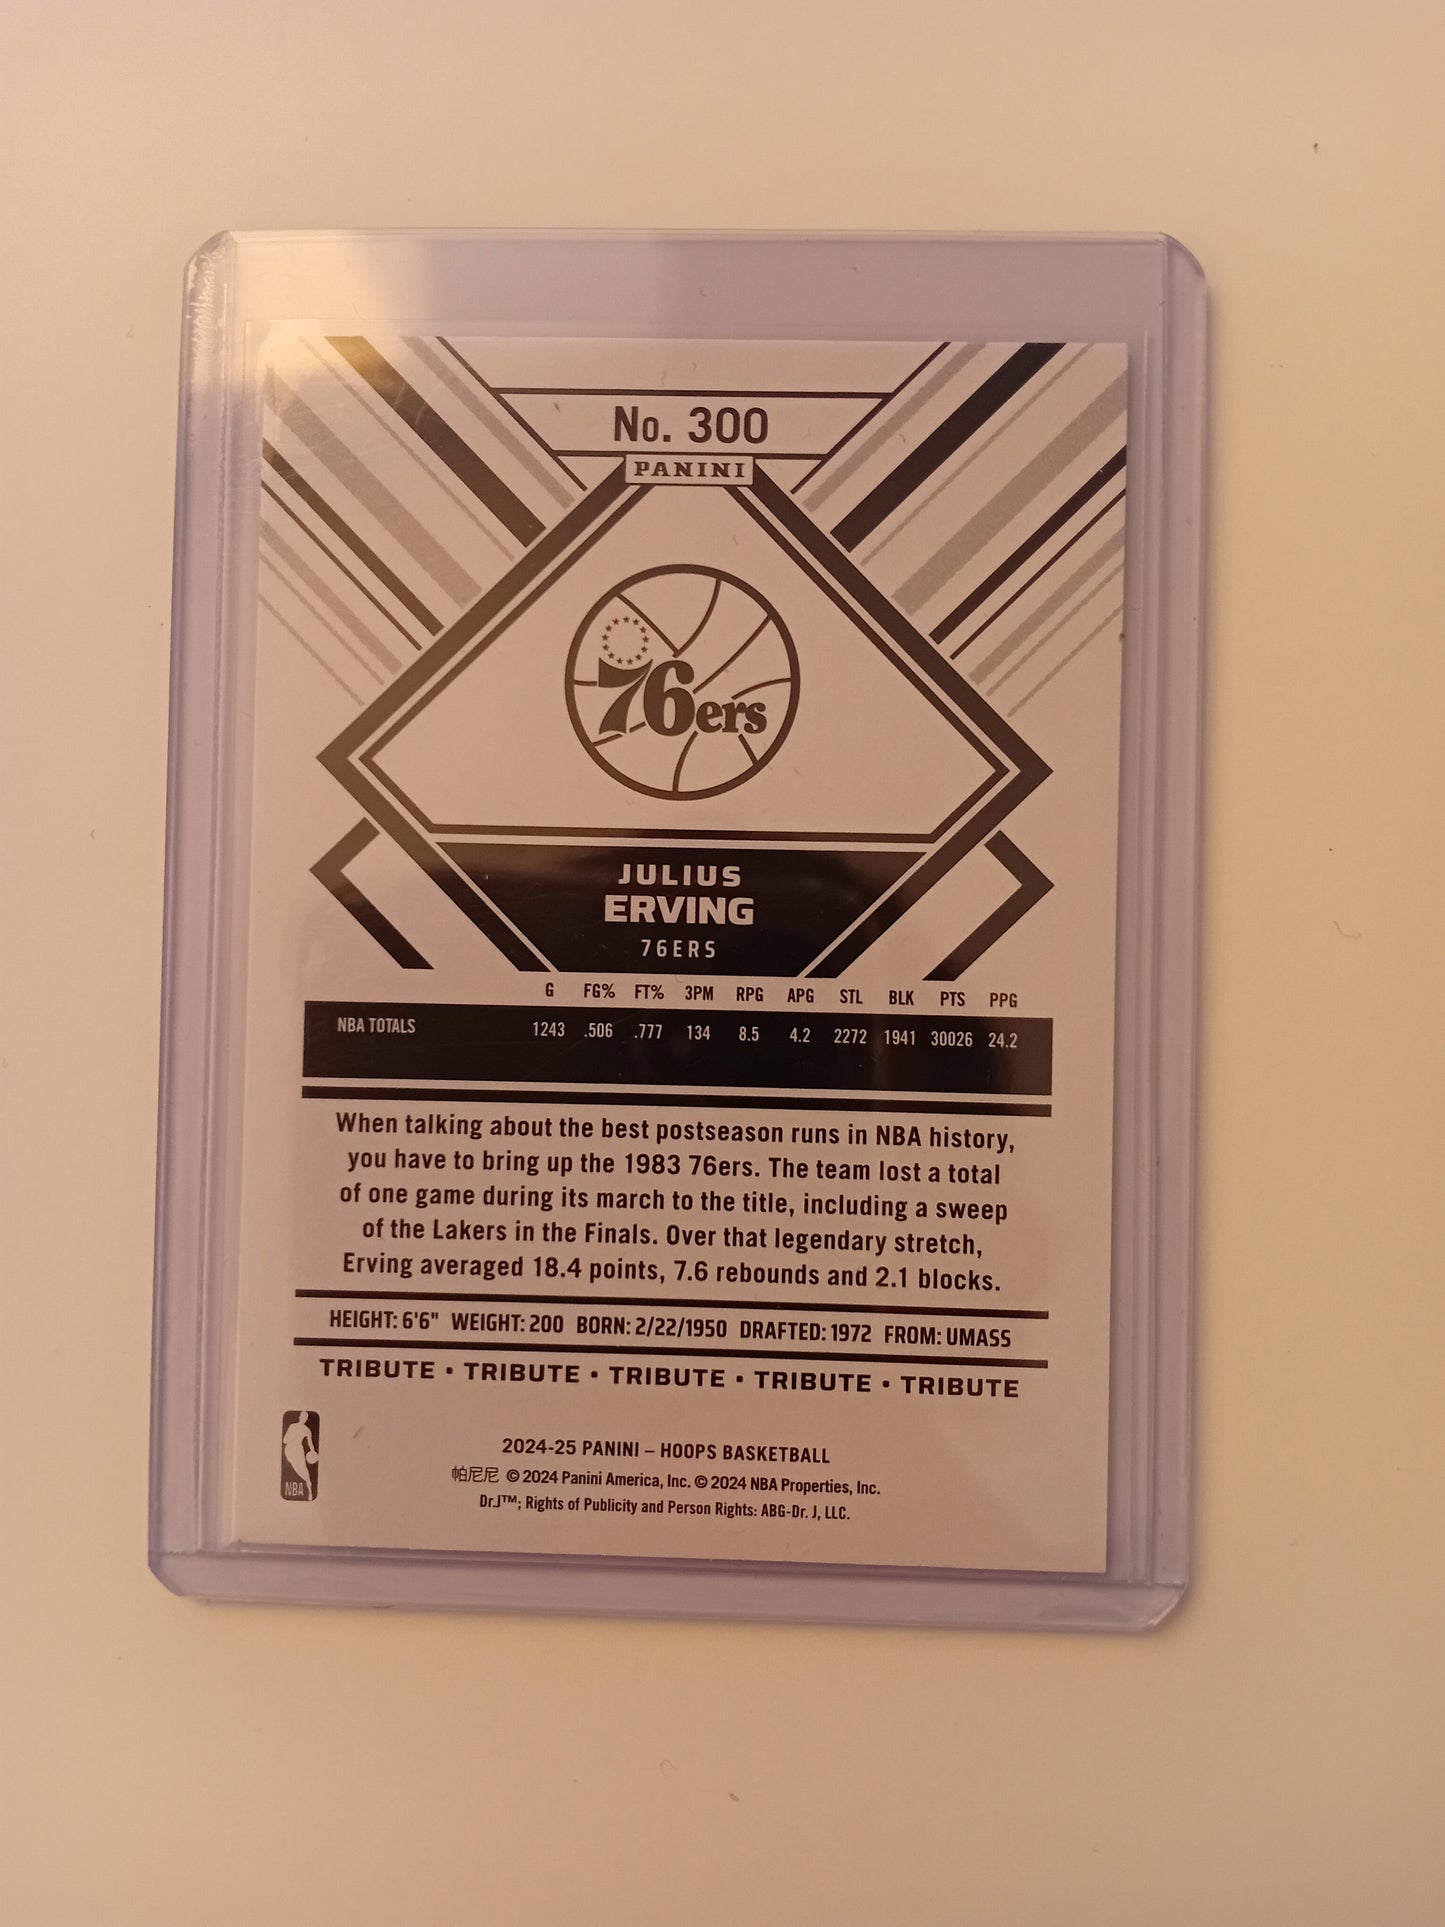 No. 300
PANINI
76ers
JULIUS
ERVING
76ERS
G FG% FT% 3PM RPG APG STL BLK PTS PPG
NBA TOTALS 1243 .506 .777 134 8.5 4.2 2272 1941 30026 24.2
When talking about the best postseason runs in NBA history,
you have to bring up the 1983 76ers. The team lost a total
of one game during its march to the title, including a sweep
of the Lakers in the Finals. Over that legendary stretch,
Erving averaged 18.4 points, 7.6 rebounds and 2.1 blocks.
HEIGHT: 6'6" WEIGHT: 200 BORN: 2/22/1950 DRAFTED: 1972 FROM: UMASS
TRIBUTE • TRIBUTE • TRIBUTE • TRIBUTE • TRIBUTE
NBA
2024-25 PANINI – HOOPS BASKETBALL
帕尼尼 © 2024 Panini America, Inc. © 2024 NBA Properties, Inc.
Dr.J™; Rights of Publicity and Person Rights: ABG-Dr. J, LLC.